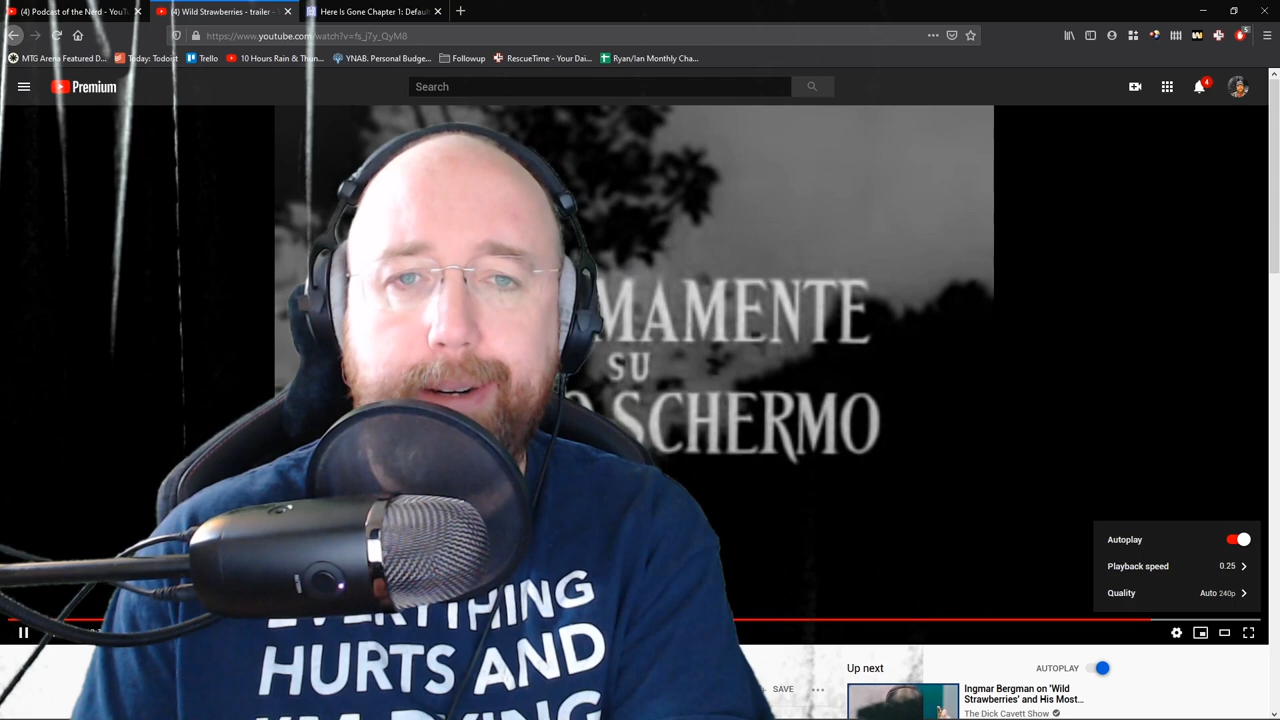 (4) Podcast of the Nerd - YouTu
(4) Wild Strawberries - trailer -
Here Is Gone Chapter 1: Defau
https://www.youtube.com/watch?v=fs_j7y_QyM8
MTG Arena Featured D...
Today: Todoist
Trello
10 Hours Rain & Thun...
YNAB. Personal Budge...
Followup
RescueTime - Your Dai...
Ryan/Ian Monthly Cha...
5
Premium
Search
4
MAMENTE
SU
SCHERMO
Autoplay
Playback speed 0.25
Quality Auto 240p
EVERYTHING
HURTS AND
I'M DYING
SAVE
Up next
AUTOPLAY
Ingmar Bergman on 'Wild
Strawberries' and His Most...
The Dick Cavett Show